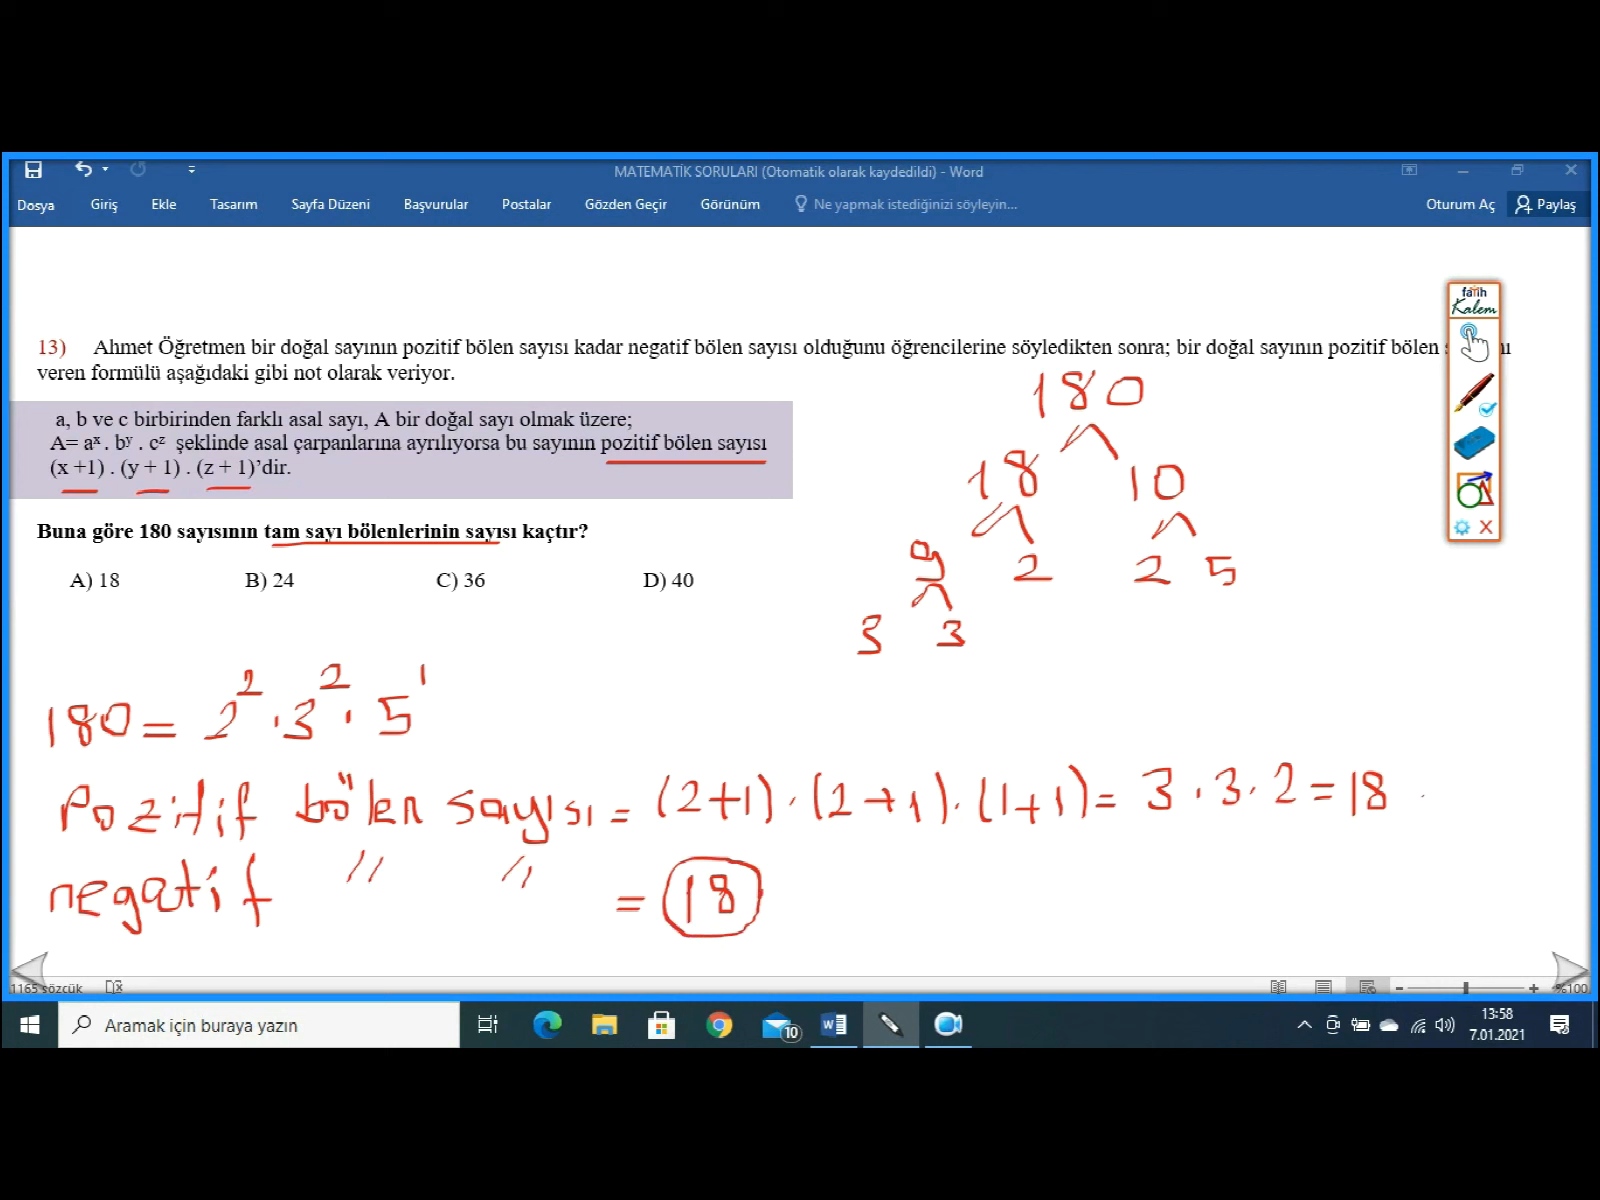 MATEMATİK SORULARI (Otomatik olarak kaydedildi) - Word
Dosya Giriş Ekle Tasarım Sayfa Düzeni Başvurular Postalar Gözden Geçir Görünüm Ne yapmak istediğinizi söyleyin... Oturum Aç Paylaş
fatih
Kalem
13) Ahmet Öğretmen bir doğal sayının pozitif bölen sayısı kadar negatif bölen sayısı olduğunu öğrencilerine söyledikten sonra; bir doğal sayının pozitif bölen
veren formülü aşağıdaki gibi not olarak veriyor.
a, b ve c birbirinden farklı asal sayı, A bir doğal sayı olmak üzere;
A= aˣ . bʸ . cᶻ şeklinde asal çarpanlarına ayrılıyorsa bu sayının pozitif bölen sayısı
(x +1) . (y + 1) . (z + 1)’dir.
Buna göre 180 sayısının tam sayı bölenlerinin sayısı kaçtır?
A) 18 B) 24 C) 36 D) 40
180
18 10
9 2 2 5
3 3
180 = 2² · 3² · 5¹
Pozitif bölen sayısı = (2+1) · (2+1) · (1+1) = 3 · 3 · 2 = 18
negatif " " = 18
1165 sözcük
%100
Aramak için buraya yazın
10
13:58
7.01.2021